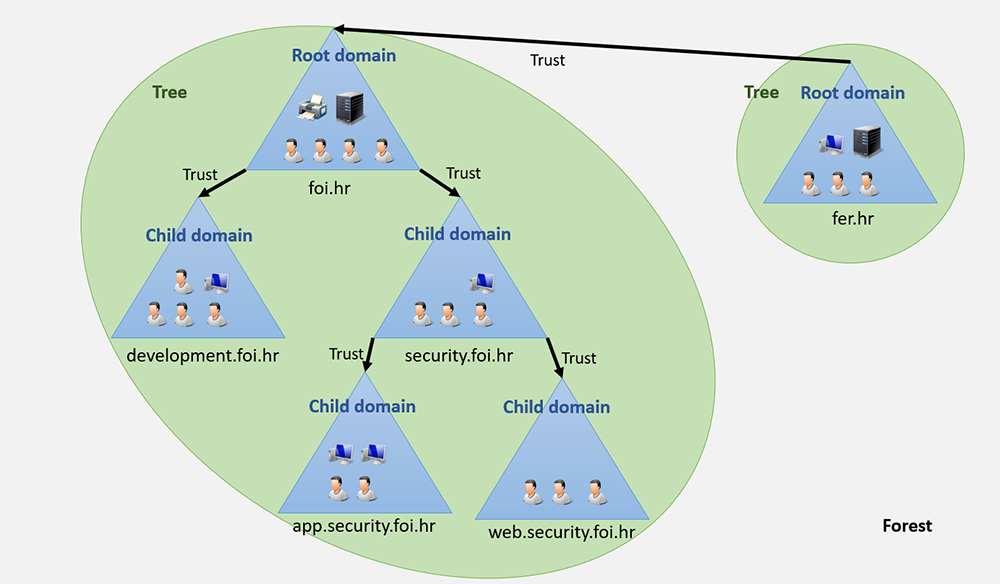 Root domain
Tree
foi.hr
Trust
Tree
Root domain
fer.hr
Trust
Trust
Child domain
development.foi.hr
Child domain
security.foi.hr
Trust
Trust
Child domain
app.security.foi.hr
Child domain
web.security.foi.hr
Forest